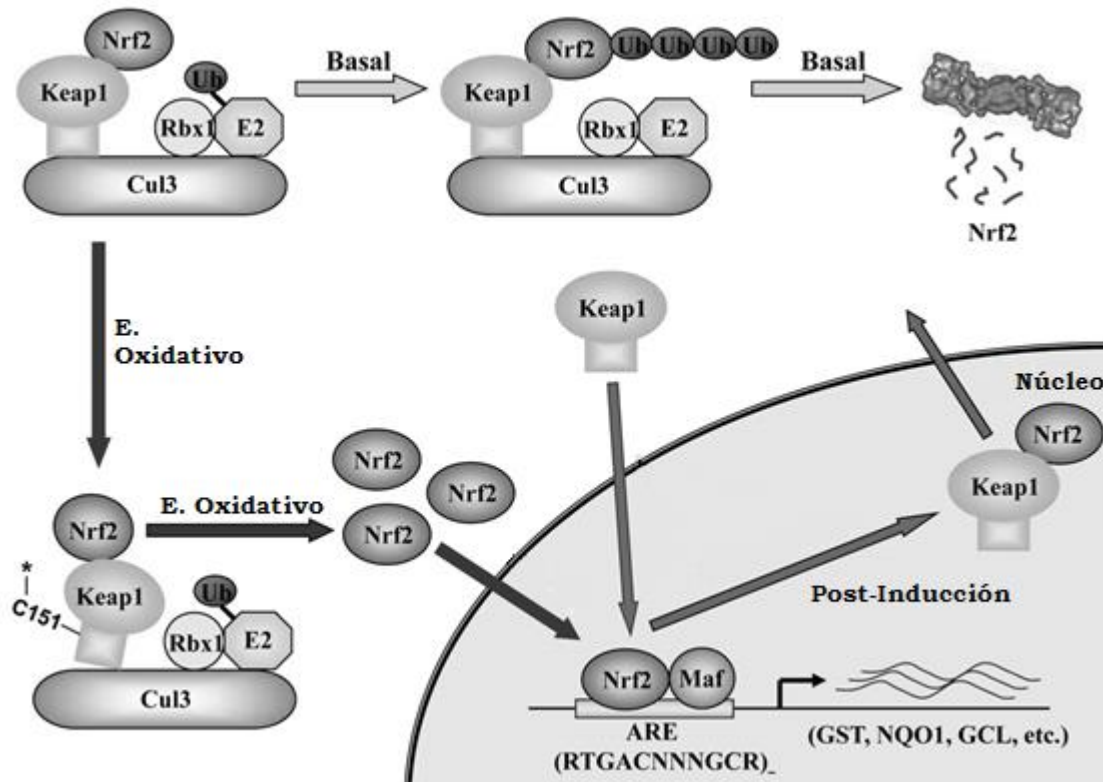 Nrf2
Keap1
Ub
Rbx1
E2
Cul3
Basal
Nrf2
Ub Ub Ub Ub
Keap1
Rbx1
E2
Cul3
Basal
Nrf2
E.
Oxidativo
Keap1
Núcleo
Nrf2
Keap1
Nrf2
E. Oxidativo
Nrf2
Nrf2
Nrf2
*
C151
Keap1
Ub
Rbx1
E2
Cul3
Post-Inducción
Nrf2
Maf
ARE
(RTGACNNNGCR)_
(GST, NQO1, GCL, etc.)